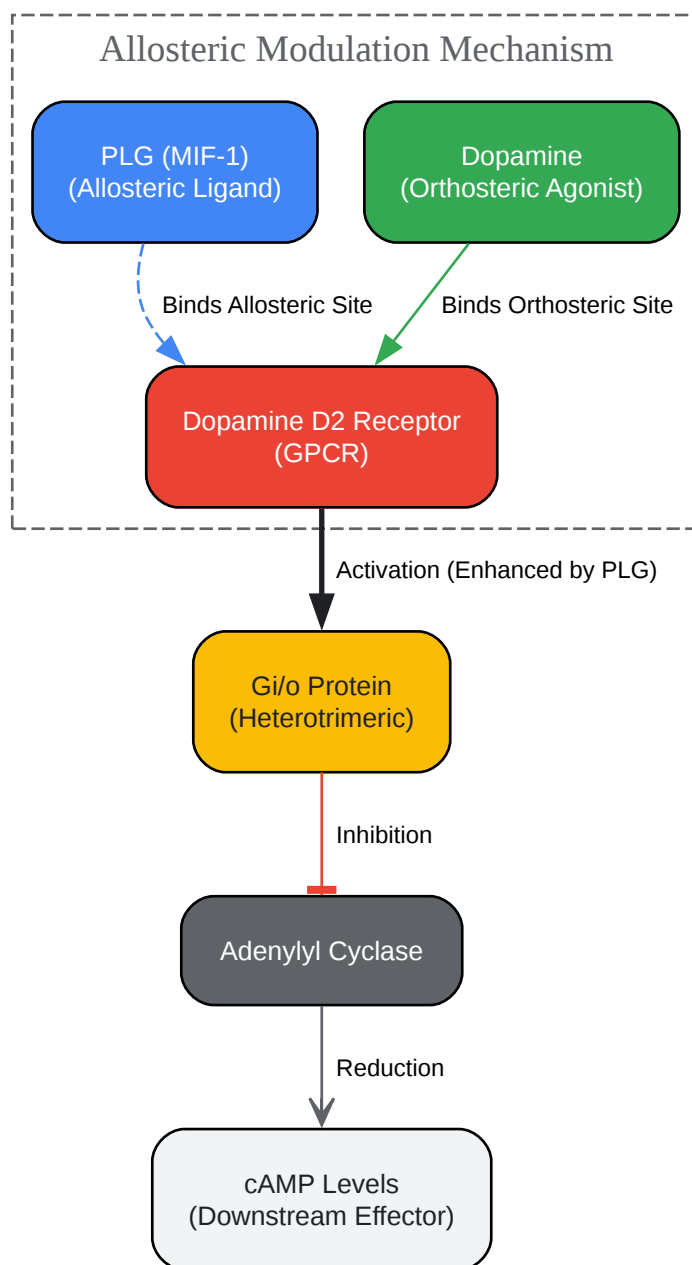 Allosteric Modulation Mechanism
PLG (MIF-1)
(Allosteric Ligand)
Dopamine
(Orthosteric Agonist)
Binds Allosteric Site
Binds Orthosteric Site
Dopamine D2 Receptor
(GPCR)
Activation (Enhanced by PLG)
Gi/o Protein
(Heterotrimeric)
Inhibition
Adenylyl Cyclase
Reduction
cAMP Levels
(Downstream Effector)